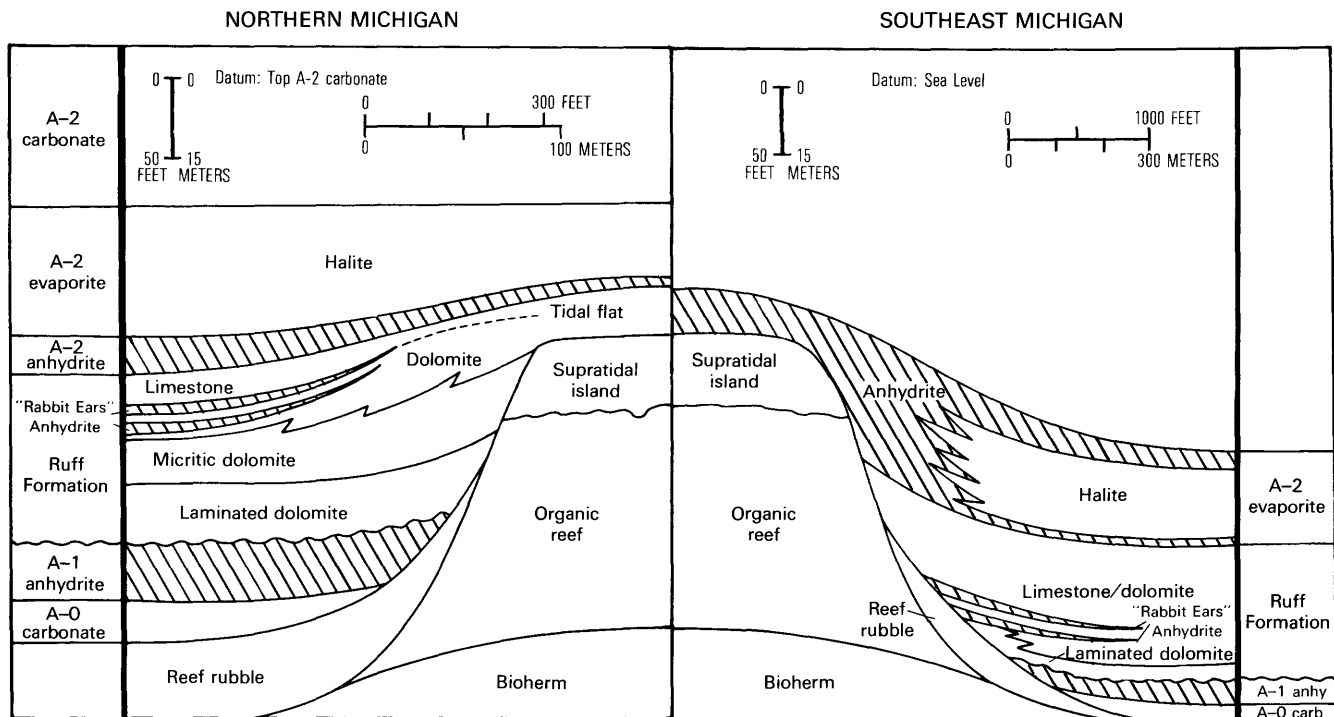 NORTHERN MICHIGAN
SOUTHEAST MICHIGAN
A-2
carbonate
0 0
50 15
FEET METERS
Datum: Top A-2 carbonate
0 300 FEET
0 100 METERS
0 0
50 15
FEET METERS
Datum: Sea Level
0 1000 FEET
0 300 METERS
A-2
evaporite
Halite
A-2
anhydrite
Tidal flat
Dolomite
Limestone
"Rabbit Ears"
Anhydrite
Supratidal
island
Supratidal
island
Anhydrite
Ruff
Formation
Micritic dolomite
Laminated dolomite
Organic
reef
Organic
reef
Halite
A-2
evaporite
A-1
anhydrite
A-0
carbonate
Reef rubble
Bioherm
Bioherm
Reef
rubble
Limestone/dolomite
"Rabbit Ears"
Anhydrite
Laminated dolomite
Ruff
Formation
A-1 anhy
A-0 carb